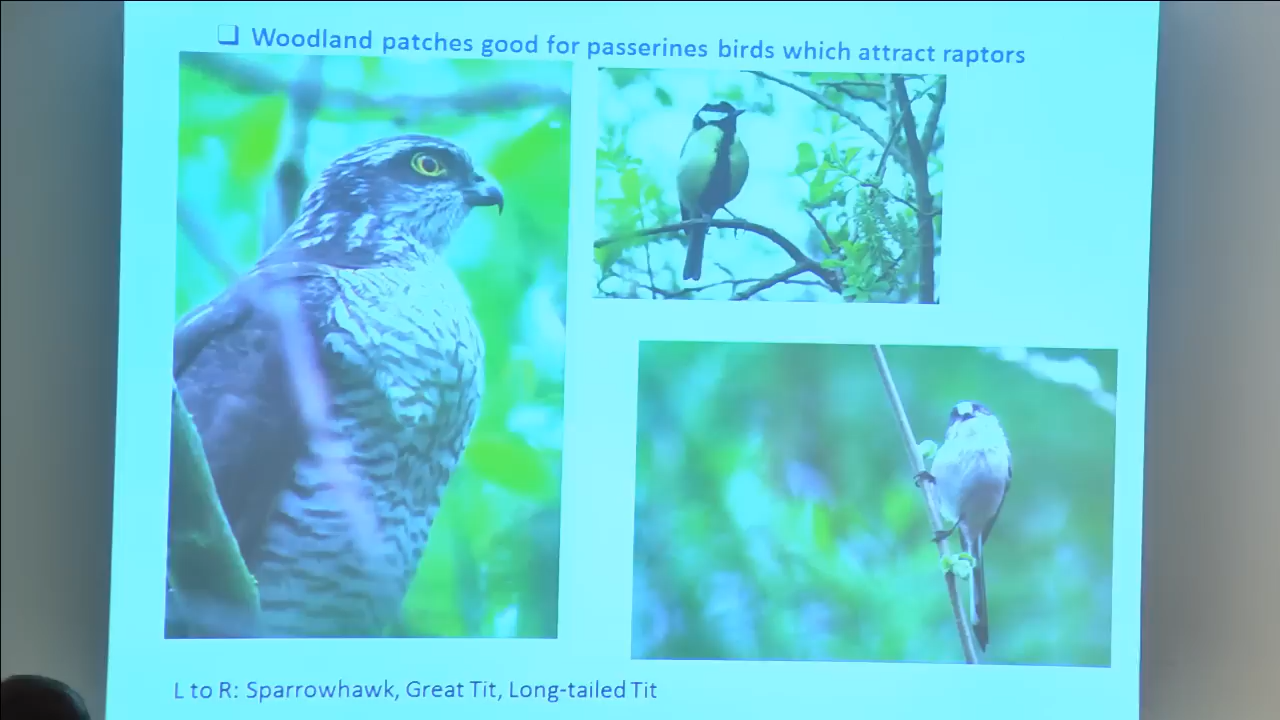 ❑ Woodland patches good for passerines birds which attract raptors
L to R: Sparrowhawk, Great Tit, Long-tailed Tit